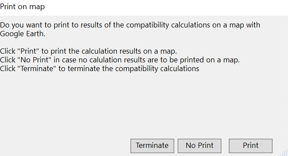 Print on map
Do you want to print to results of the compatibility calculations on a map with
Google Earth.
Click "Print" to print the calculation results on a map.
Click "No Print" in case no calulation results are to be printed on a map.
Click "Terminate" to terminate the compatibility calculations
Terminate
No Print
Print